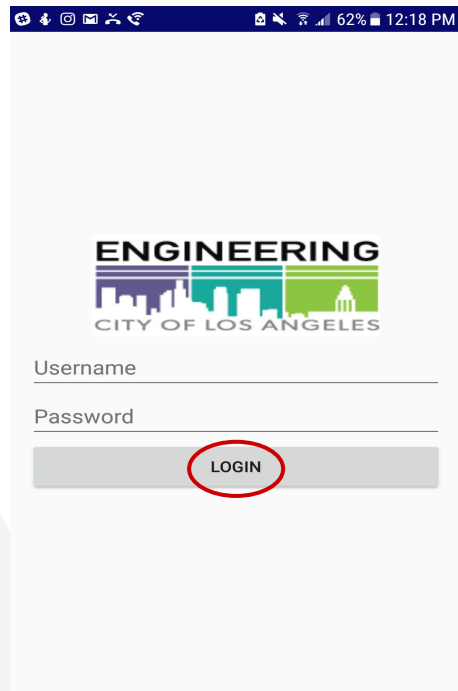 62% 12:18 PM
ENGINEERING
CITY OF LOS ANGELES
Username
Password
LOGIN